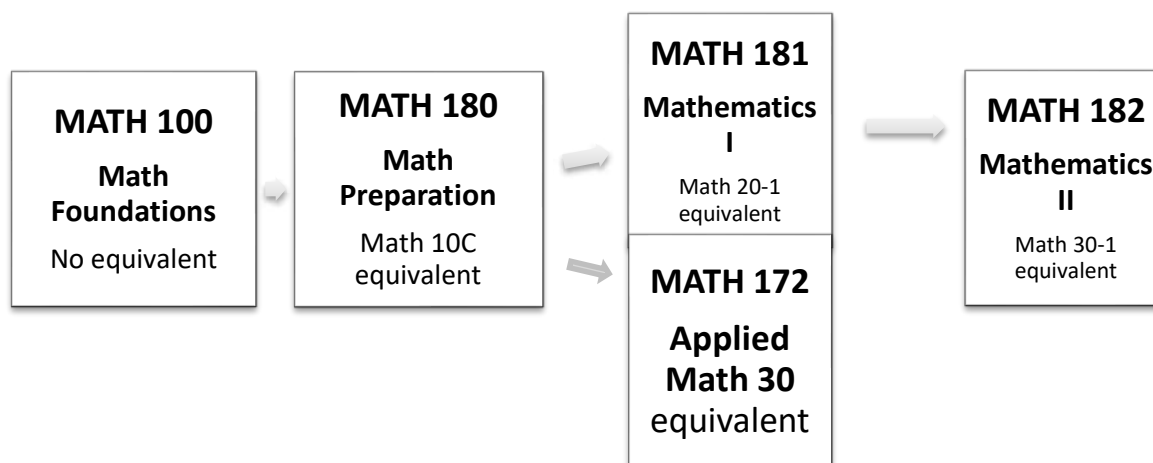 MATH 100
Math
Foundations
No equivalent
MATH 180
Math
Preparation
Math 10C
equivalent
MATH 181
Mathematics
I
Math 20-1
equivalent
MATH 172
Applied
Math 30
equivalent
MATH 182
Mathematics
II
Math 30-1
equivalent